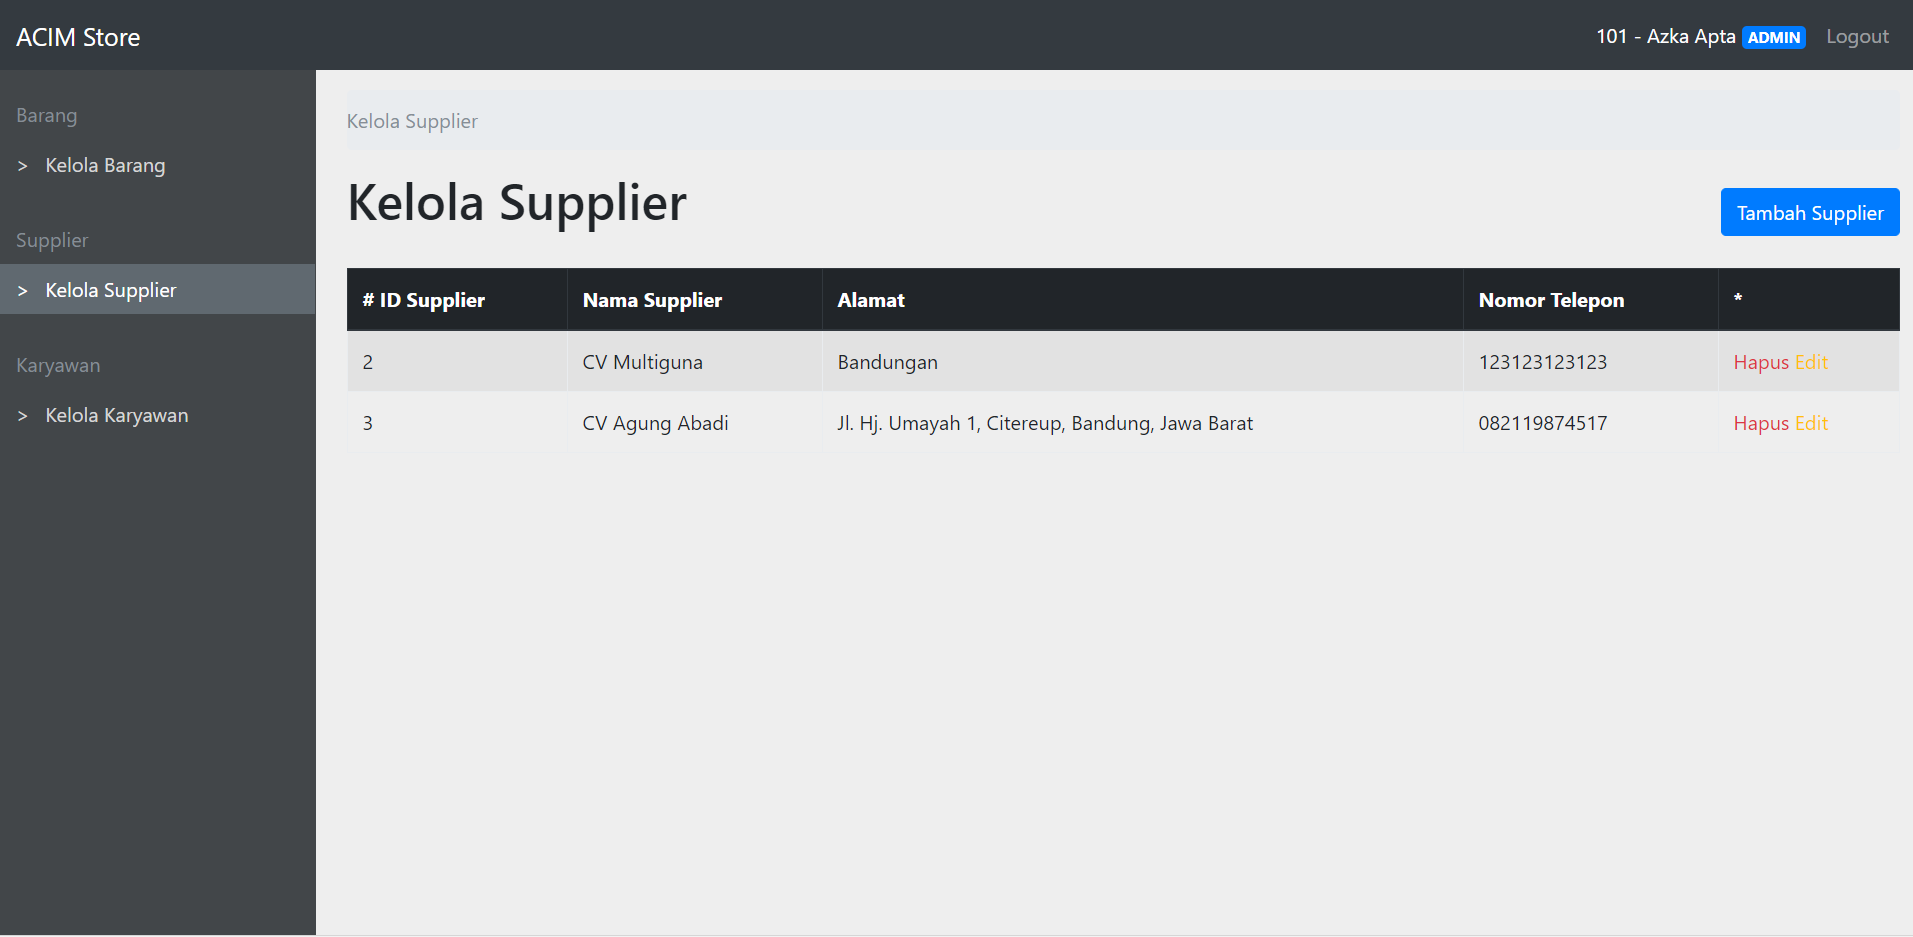 ACIM Store
101 - Azka Apta ADMIN Logout
Barang
> Kelola Barang
Supplier
> Kelola Supplier
Karyawan
> Kelola Karyawan
Kelola Supplier
Kelola Supplier
Tambah Supplier
# ID Supplier Nama Supplier Alamat Nomor Telepon *
2 CV Multiguna Bandungan 123123123123 Hapus Edit
3 CV Agung Abadi Jl. Hj. Umayah 1, Citereup, Bandung, Jawa Barat 082119874517 Hapus Edit